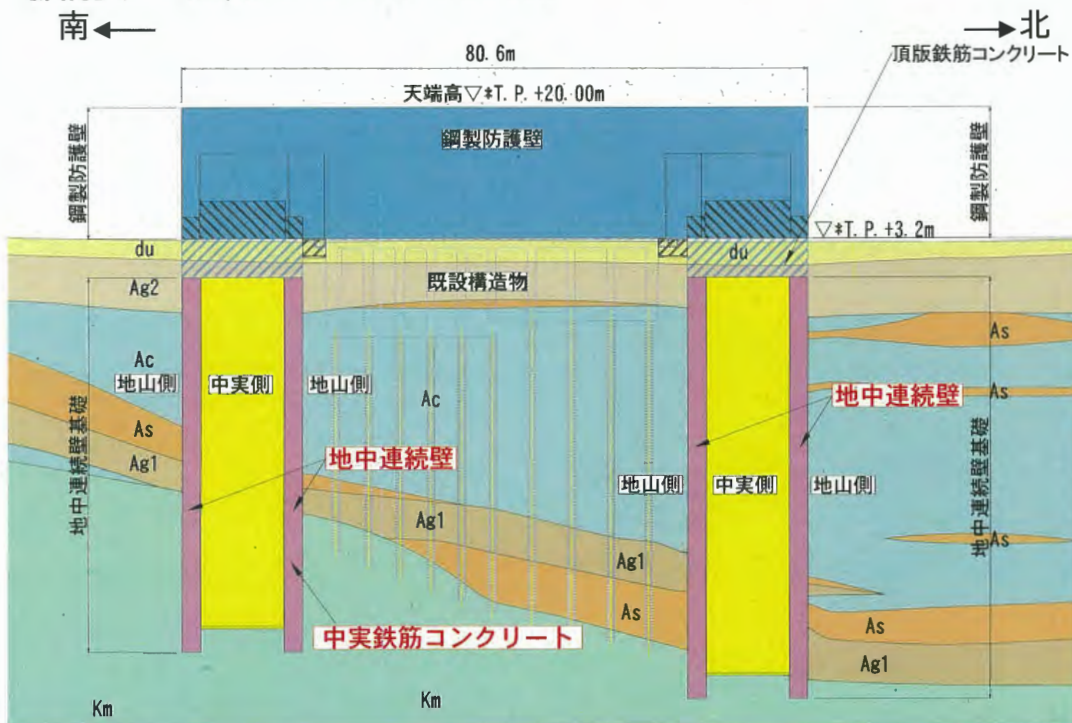 南
北
80.6m
頂版鉄筋コンクリート
天端高▽*T.P.+20.00m
鋼製防護壁
鋼製防護壁
鋼製防護壁
▽*T.P.+3.2m
du
du
Ag2
既設構造物
As
Ac
地山側
中実側
地山側
Ac
地中連続壁
As
As
地中連続壁基礎
Ag1
地中連続壁
地山側
中実側
地山側
地中連続壁基礎
Ag1
Ag1
As
As
中実鉄筋コンクリート
As
Ag1
Km
Km